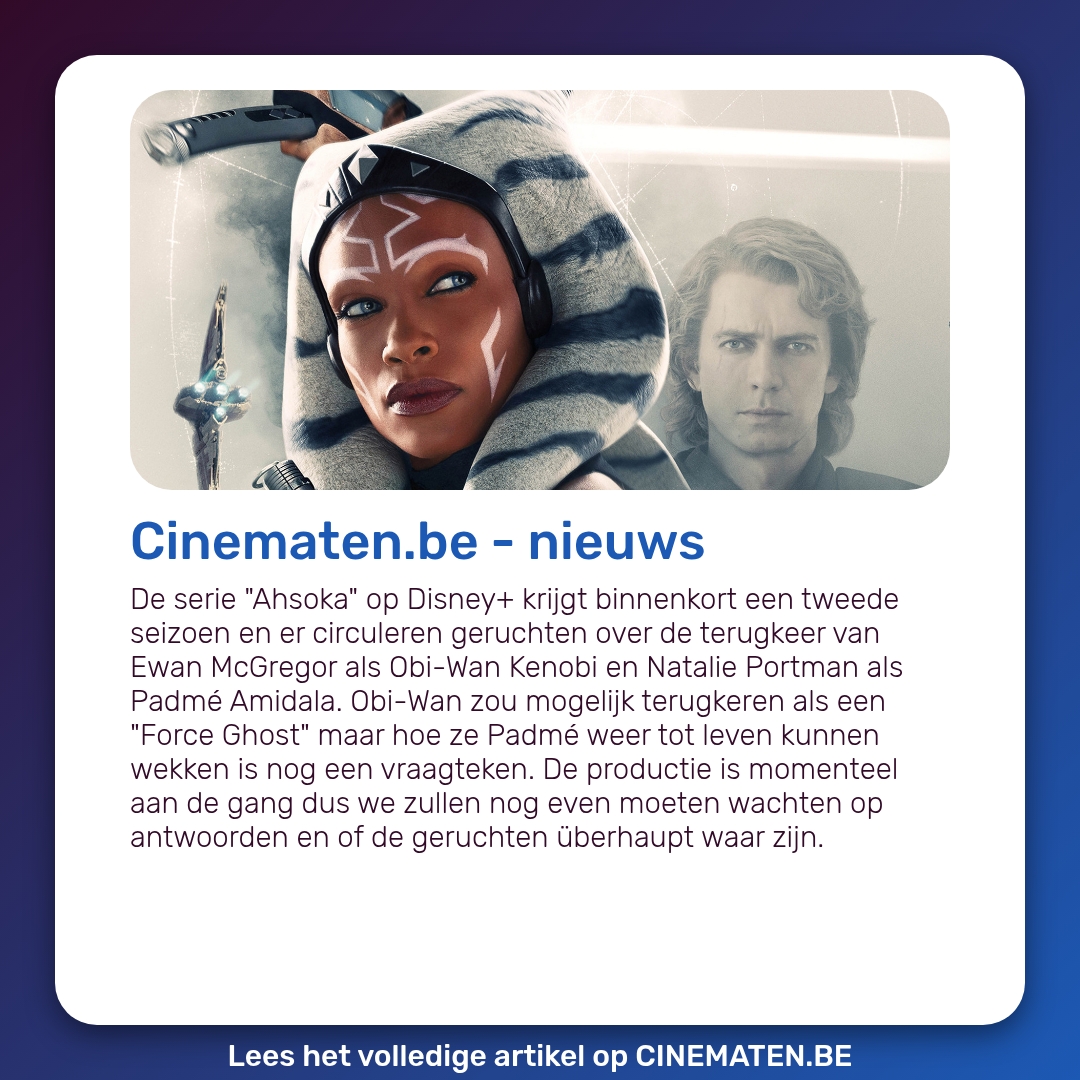 Cinematen.be - nieuws
De serie "Ahsoka" op Disney+ krijgt binnenkort een tweede
seizoen en er circuleren geruchten over de terugkeer van
Ewan McGregor als Obi-Wan Kenobi en Natalie Portman als
Padmé Amidala. Obi-Wan zou mogelijk terugkeren als een
"Force Ghost" maar hoe ze Padmé weer tot leven kunnen
wekken is nog een vraagteken. De productie is momenteel
aan de gang dus we zullen nog even moeten wachten op
antwoorden en of de geruchten überhaupt waar zijn.
Lees het volledige artikel op CINEMATEN.BE